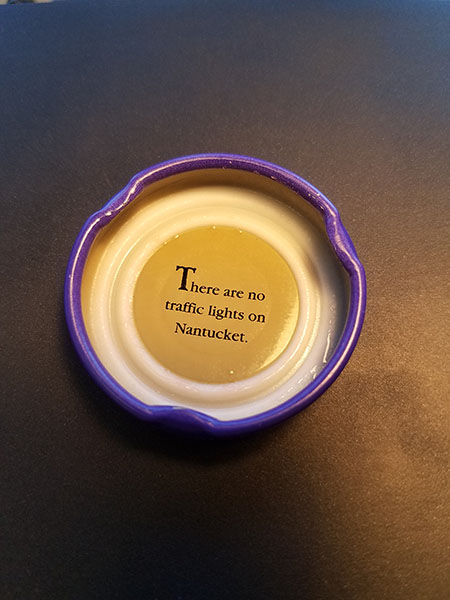 There are no
traffic lights on
Nantucket.